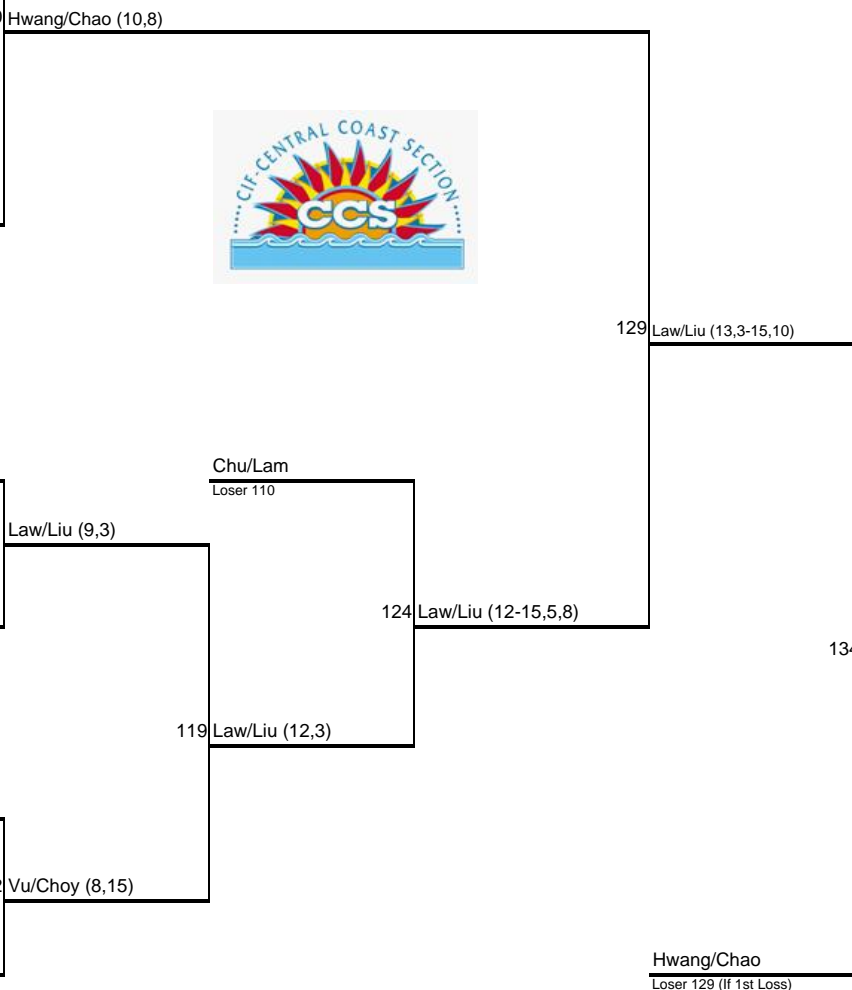 Hwang/Chao (10,8)
CIF-CENTRAL COAST SECTION
CCS
129 Law/Liu (13,3-15,10)
Chu/Lam
Loser 110
Law/Liu (9,3)
124 Law/Liu (12-15,5,8)
134
119 Law/Liu (12,3)
2 Vu/Choy (8,15)
Hwang/Chao
Loser 129 (If 1st Loss)